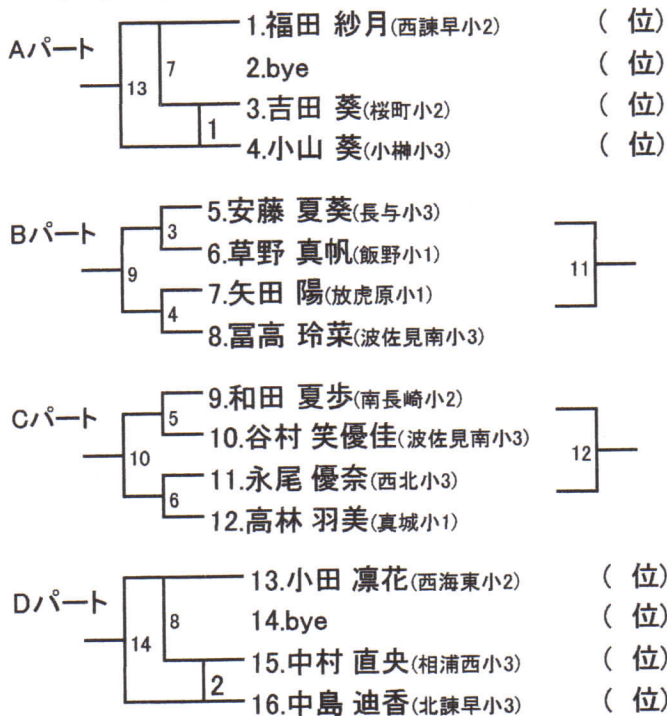 Aパート
13
7
1
1.福田 紗月(西諫早小2) ( 位)
2.bye ( 位)
3.吉田 葵(桜町小2) ( 位)
4.小山 葵(小榊小3) ( 位)
Bパート
9
3
4
5.安藤 夏葵(長与小3)
6.草野 真帆(飯野小1)
7.矢田 陽(放虎原小1)
8.冨高 玲菜(波佐見南小3)
11
Cパート
10
5
6
9.和田 夏歩(南長崎小2)
10.谷村 笑優佳(波佐見南小3)
11.永尾 優奈(西北小3)
12.高林 羽美(真城小1)
12
Dパート
14
8
2
13.小田 凛花(西海東小2) ( 位)
14.bye ( 位)
15.中村 直央(相浦西小3) ( 位)
16.中島 迪香(北諫早小3) ( 位)